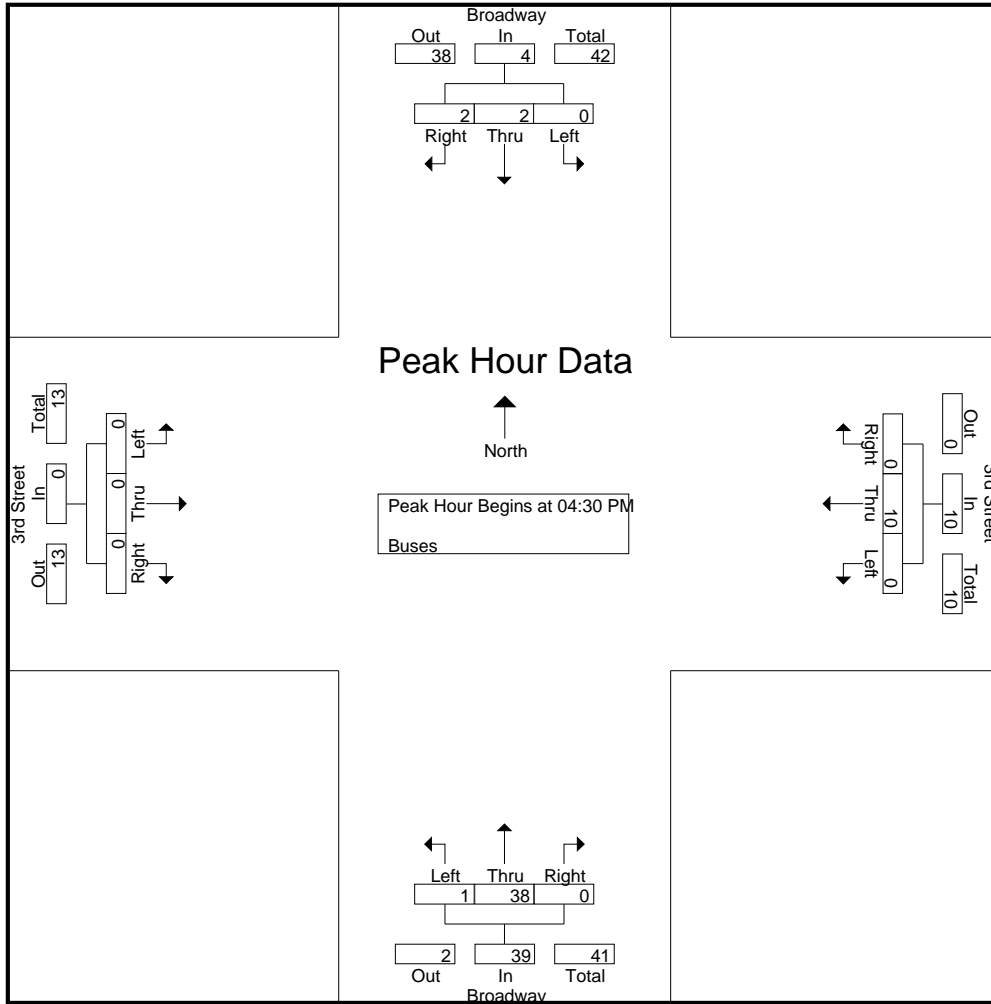 Broadway
Out In Total
38 4 42
2 2 0
Right Thru Left
Peak Hour Data
North
Peak Hour Begins at 04:30 PM
Buses
3rd Street
Out In Total
13 0 13
0 0 0
Right Thru Left
3rd Street
Out In Total
0 10 10
0 10 0
Right Thru Left
Left Thru Right
1 38 0
2 39 41
Out In Total
Broadway